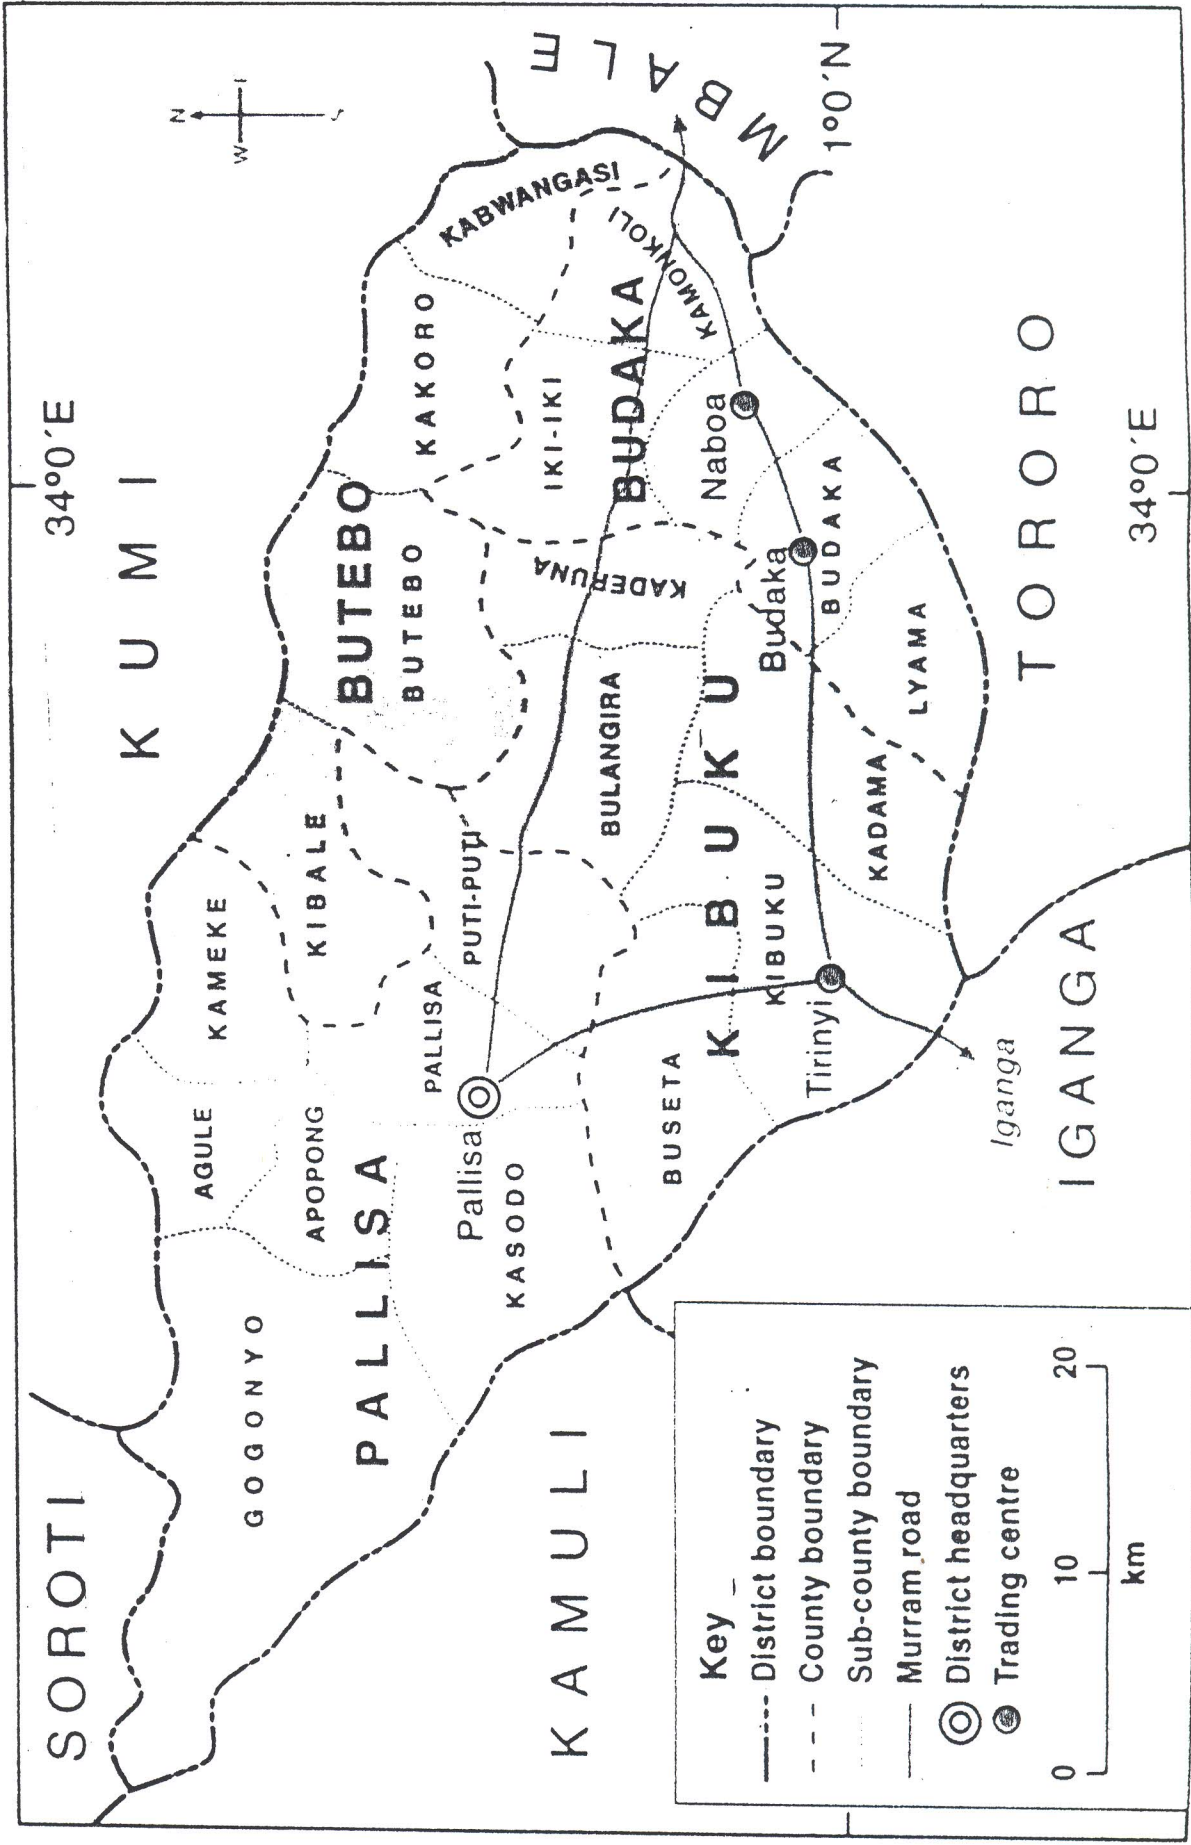 SOROTI
KUMI
34°0′E
N
W
S
MBALE
1°0′N
GOGONYO
AGULE
KAMEKE
KIBALE
APOPONG
PALLISA
PALLISA
Pallisa
KASODO
PUTI-PUTI
BUTEBO
BUTEBO
KAKORO
KABWANGASI
IKI-IKI
KAMONKOLI
BUDAKA
KADERUNA
BULANGIRA
Naboa
Budaka
BUDAKA
KIBUKU
KIBUKU
BUSETA
Tirinyi
KADAMA
LYAMA
Iganga
IGANGA
TORORO
34°0′E
KAMULI
Key
District boundary
County boundary
Sub-county boundary
Murram road
District headquarters
Trading centre
0 10 20
km